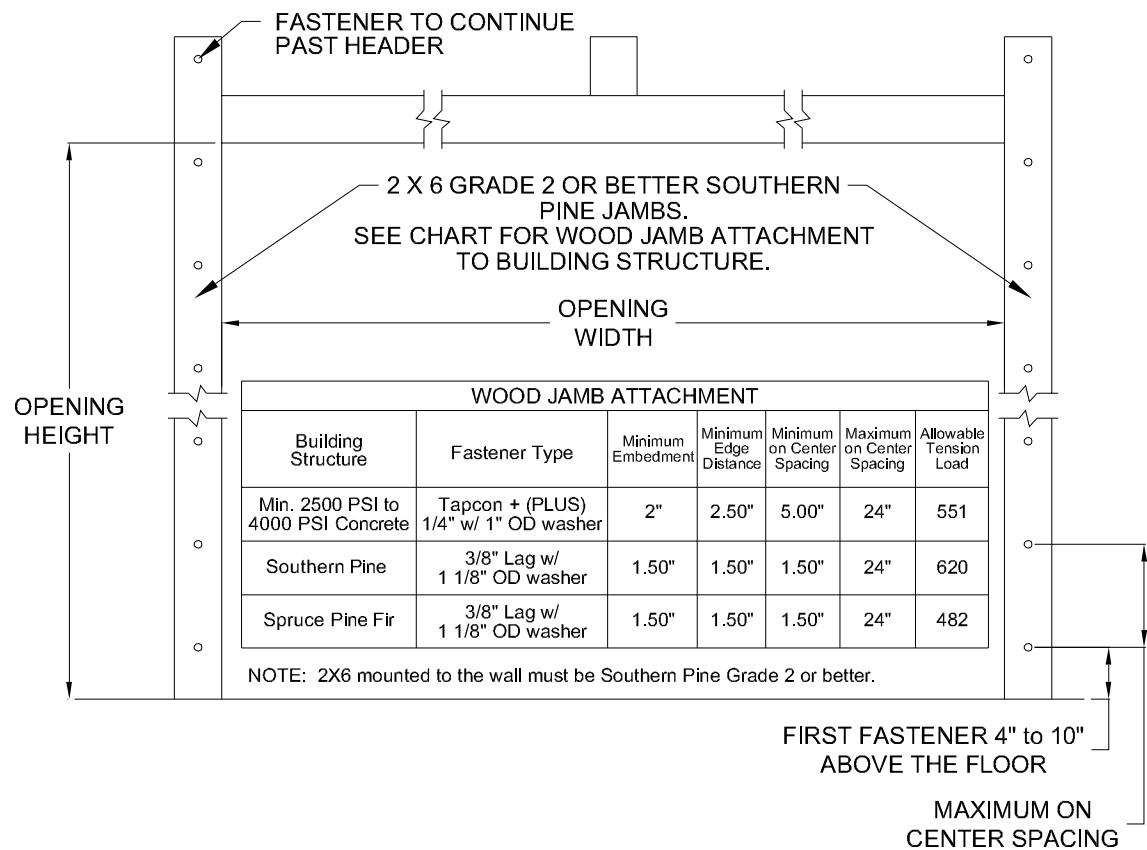 FASTENER TO CONTINUE
PAST HEADER
2 X 6 GRADE 2 OR BETTER SOUTHERN
PINE JAMBS.
SEE CHART FOR WOOD JAMB ATTACHMENT
TO BUILDING STRUCTURE.
OPENING
WIDTH
OPENING
HEIGHT
WOOD JAMB ATTACHMENT
Building
Structure
Fastener Type
Minimum
Embedment
Minimum
Edge
Distance
Minimum
on Center
Spacing
Maximum
on Center
Spacing
Allowable
Tension
Load
Min. 2500 PSI to
4000 PSI Concrete
Tapcon + (PLUS)
1/4" w/ 1" OD washer
2"
2.50"
5.00"
24"
551
Southern Pine
3/8" Lag w/
1 1/8" OD washer
1.50"
1.50"
1.50"
24"
620
Spruce Pine Fir
3/8" Lag w/
1 1/8" OD washer
1.50"
1.50"
1.50"
24"
482
NOTE: 2X6 mounted to the wall must be Southern Pine Grade 2 or better.
FIRST FASTENER 4" to 10"
ABOVE THE FLOOR
MAXIMUM ON
CENTER SPACING